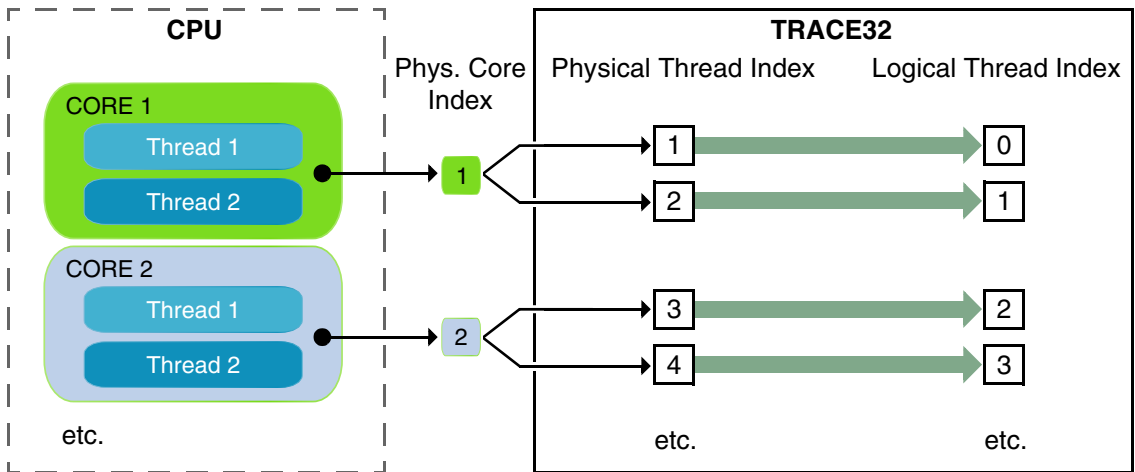 CPU
TRACE32
Phys. Core
Index
Physical Thread Index
Logical Thread Index
CORE 1
Thread 1
Thread 2
1
1
0
2
1
CORE 2
Thread 1
Thread 2
2
3
2
4
3
etc.
etc.
etc.